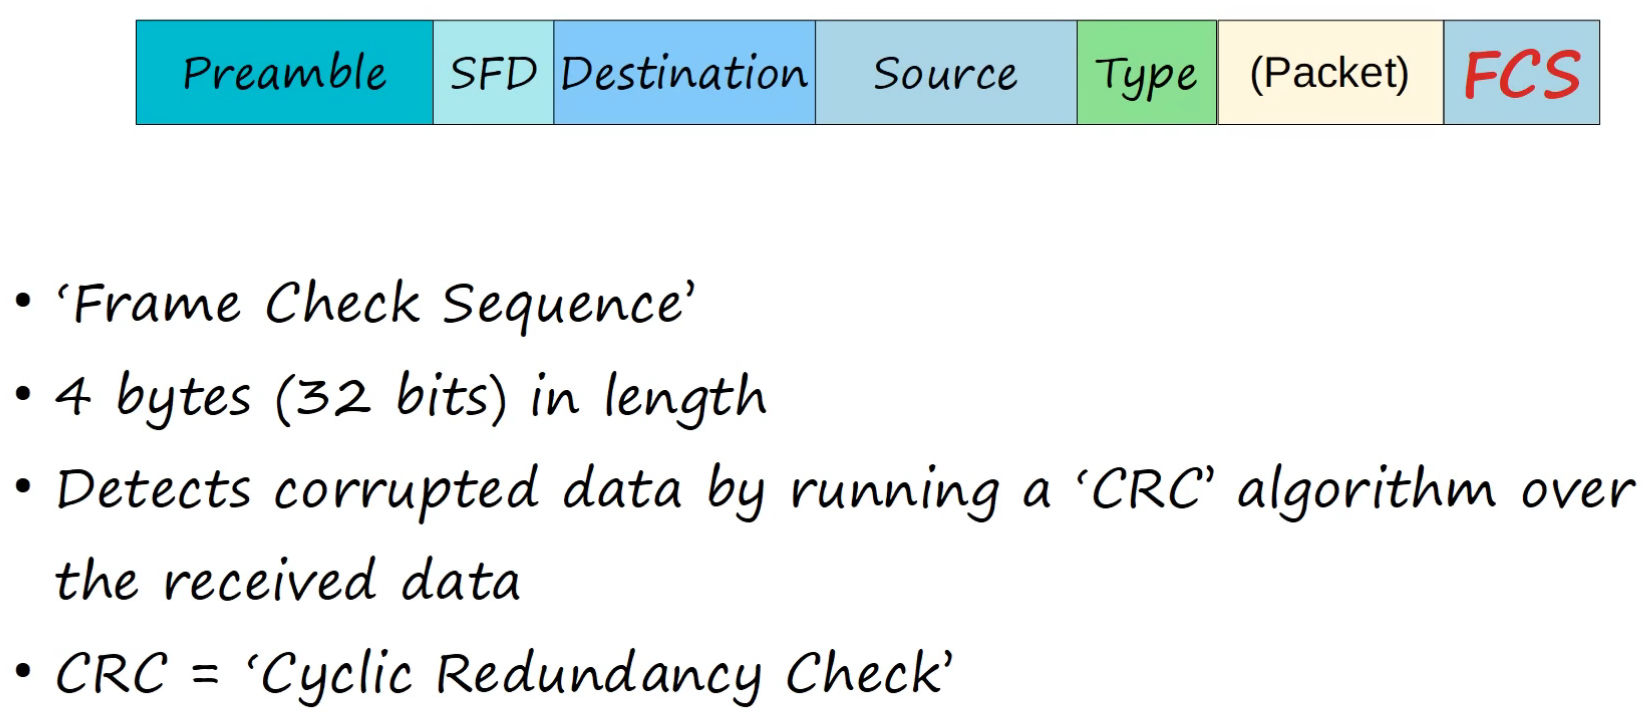 Preamble SFD Destination Source Type (Packet) FCS
• ‘Frame Check Sequence’
• 4 bytes (32 bits) in length
• Detects corrupted data by running a ‘CRC’ algorithm over
the received data
• CRC = ‘Cyclic Redundancy Check’